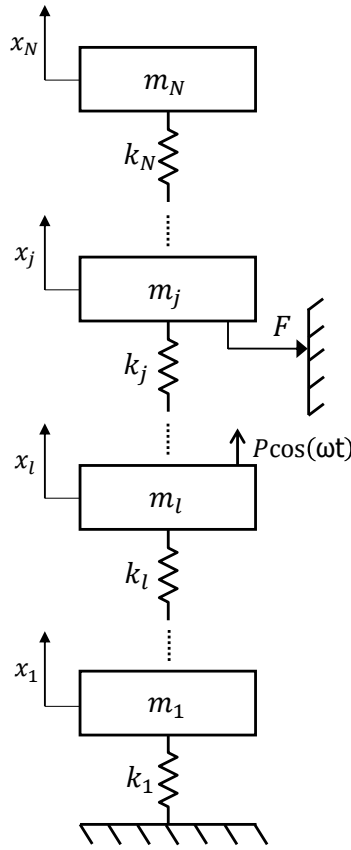 x_N
m_N
k_N
x_j
m_j
F
k_j
Pcos(ωt)
x_l
m_l
k_l
x_1
m_1
k_1